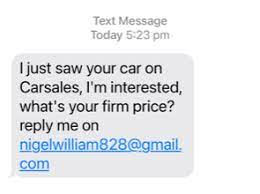 Text Message
Today 5:23 pm
I just saw your car on
Carsales, I'm interested,
what's your firm price?
reply me on
nigelwilliam828@gmail.
com